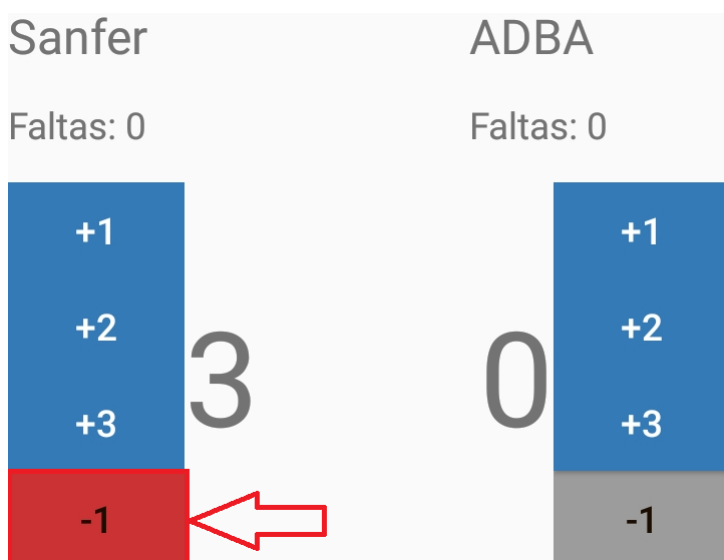 Sanfer ADBA
Faltas: 0 Faltas: 0
+1 +1
+2 +2
3 0
+3 +3
-1 -1